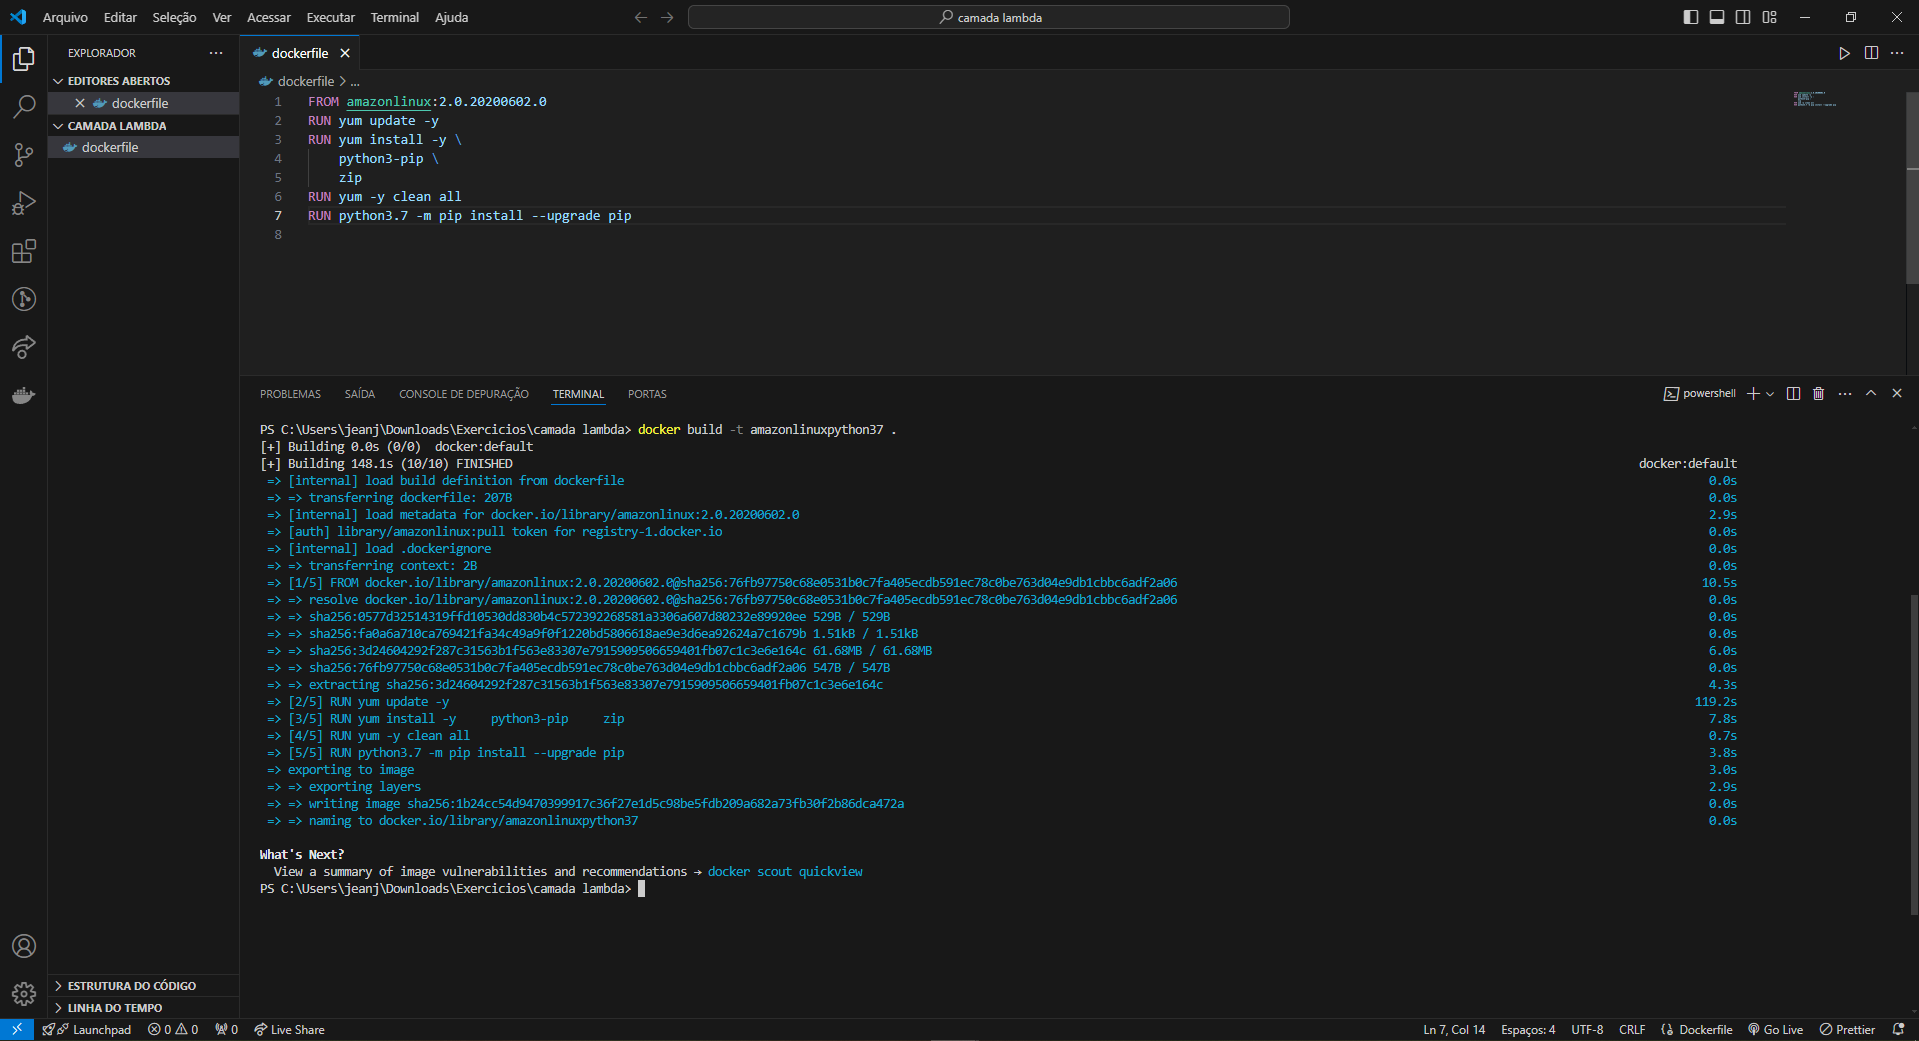 Arquivo Editar Seleção Ver Acessar Executar Terminal Ajuda
camada lambda
EXPLORADOR
EDITORES ABERTOS
dockerfile
CAMADA LAMBDA
dockerfile
ESTRUTURA DO CÓDIGO
LINHA DO TEMPO
dockerfile
dockerfile > ...
1 FROM amazonlinux:2.0.20200602.0
2 RUN yum update -y
3 RUN yum install -y \
4 python3-pip \
5 zip
6 RUN yum -y clean all
7 RUN python3.7 -m pip install --upgrade pip
8
PROBLEMAS SAÍDA CONSOLE DE DEPURAÇÃO TERMINAL PORTAS
powershell
PS C:\Users\jeanj\Downloads\Exercicios\camada lambda> docker build -t amazonlinuxpython37 .
[+] Building 0.0s (0/0) docker:default
[+] Building 148.1s (10/10) FINISHED docker:default
=> [internal] load build definition from dockerfile 0.0s
=> => transferring dockerfile: 207B 0.0s
=> [internal] load metadata for docker.io/library/amazonlinux:2.0.20200602.0 2.9s
=> [auth] library/amazonlinux:pull token for registry-1.docker.io 0.0s
=> [internal] load .dockerignore 0.0s
=> => transferring context: 2B 0.0s
=> [1/5] FROM docker.io/library/amazonlinux:2.0.20200602.0@sha256:76fb97750c68e0531b0c7fa405ecdb591ec78c0be763d04e9db1cbbc6adf2a06 10.5s
=> => resolve docker.io/library/amazonlinux:2.0.20200602.0@sha256:76fb97750c68e0531b0c7fa405ecdb591ec78c0be763d04e9db1cbbc6adf2a06 0.0s
=> => sha256:0577d32514319ffd10530dd830b4c572392268581a3306a607d80232e89920ee 529B / 529B 0.0s
=> => sha256:fa0a6a710ca769421fa34c49a9f0f1220bd5806618ae9e3d6ea92624a7c1679b 1.51kB / 1.51kB 0.0s
=> => sha256:3d24604292f287c31563b1f563e83307e7915909506659401fb07c1c3e6e164c 61.68MB / 61.68MB 6.0s
=> => sha256:76fb97750c68e0531b0c7fa405ecdb591ec78c0be763d04e9db1cbbc6adf2a06 547B / 547B 0.0s
=> => extracting sha256:3d24604292f287c31563b1f563e83307e7915909506659401fb07c1c3e6e164c 4.3s
=> [2/5] RUN yum update -y 119.2s
=> [3/5] RUN yum install -y python3-pip zip 7.8s
=> [4/5] RUN yum -y clean all 0.7s
=> [5/5] RUN python3.7 -m pip install --upgrade pip 3.8s
=> exporting to image 3.0s
=> => exporting layers 2.9s
=> => writing image sha256:1b24cc54d9470399917c36f27e1d5c98be5fdb209a682a73fb30f2b86dca472a 0.0s
=> => naming to docker.io/library/amazonlinuxpython37 0.0s
What's Next?
View a summary of image vulnerabilities and recommendations → docker scout quickview
PS C:\Users\jeanj\Downloads\Exercicios\camada lambda>
Launchpad 0 0 0 Live Share Ln 7, Col 14 Espaços: 4 UTF-8 CRLF Dockerfile Go Live Prettier